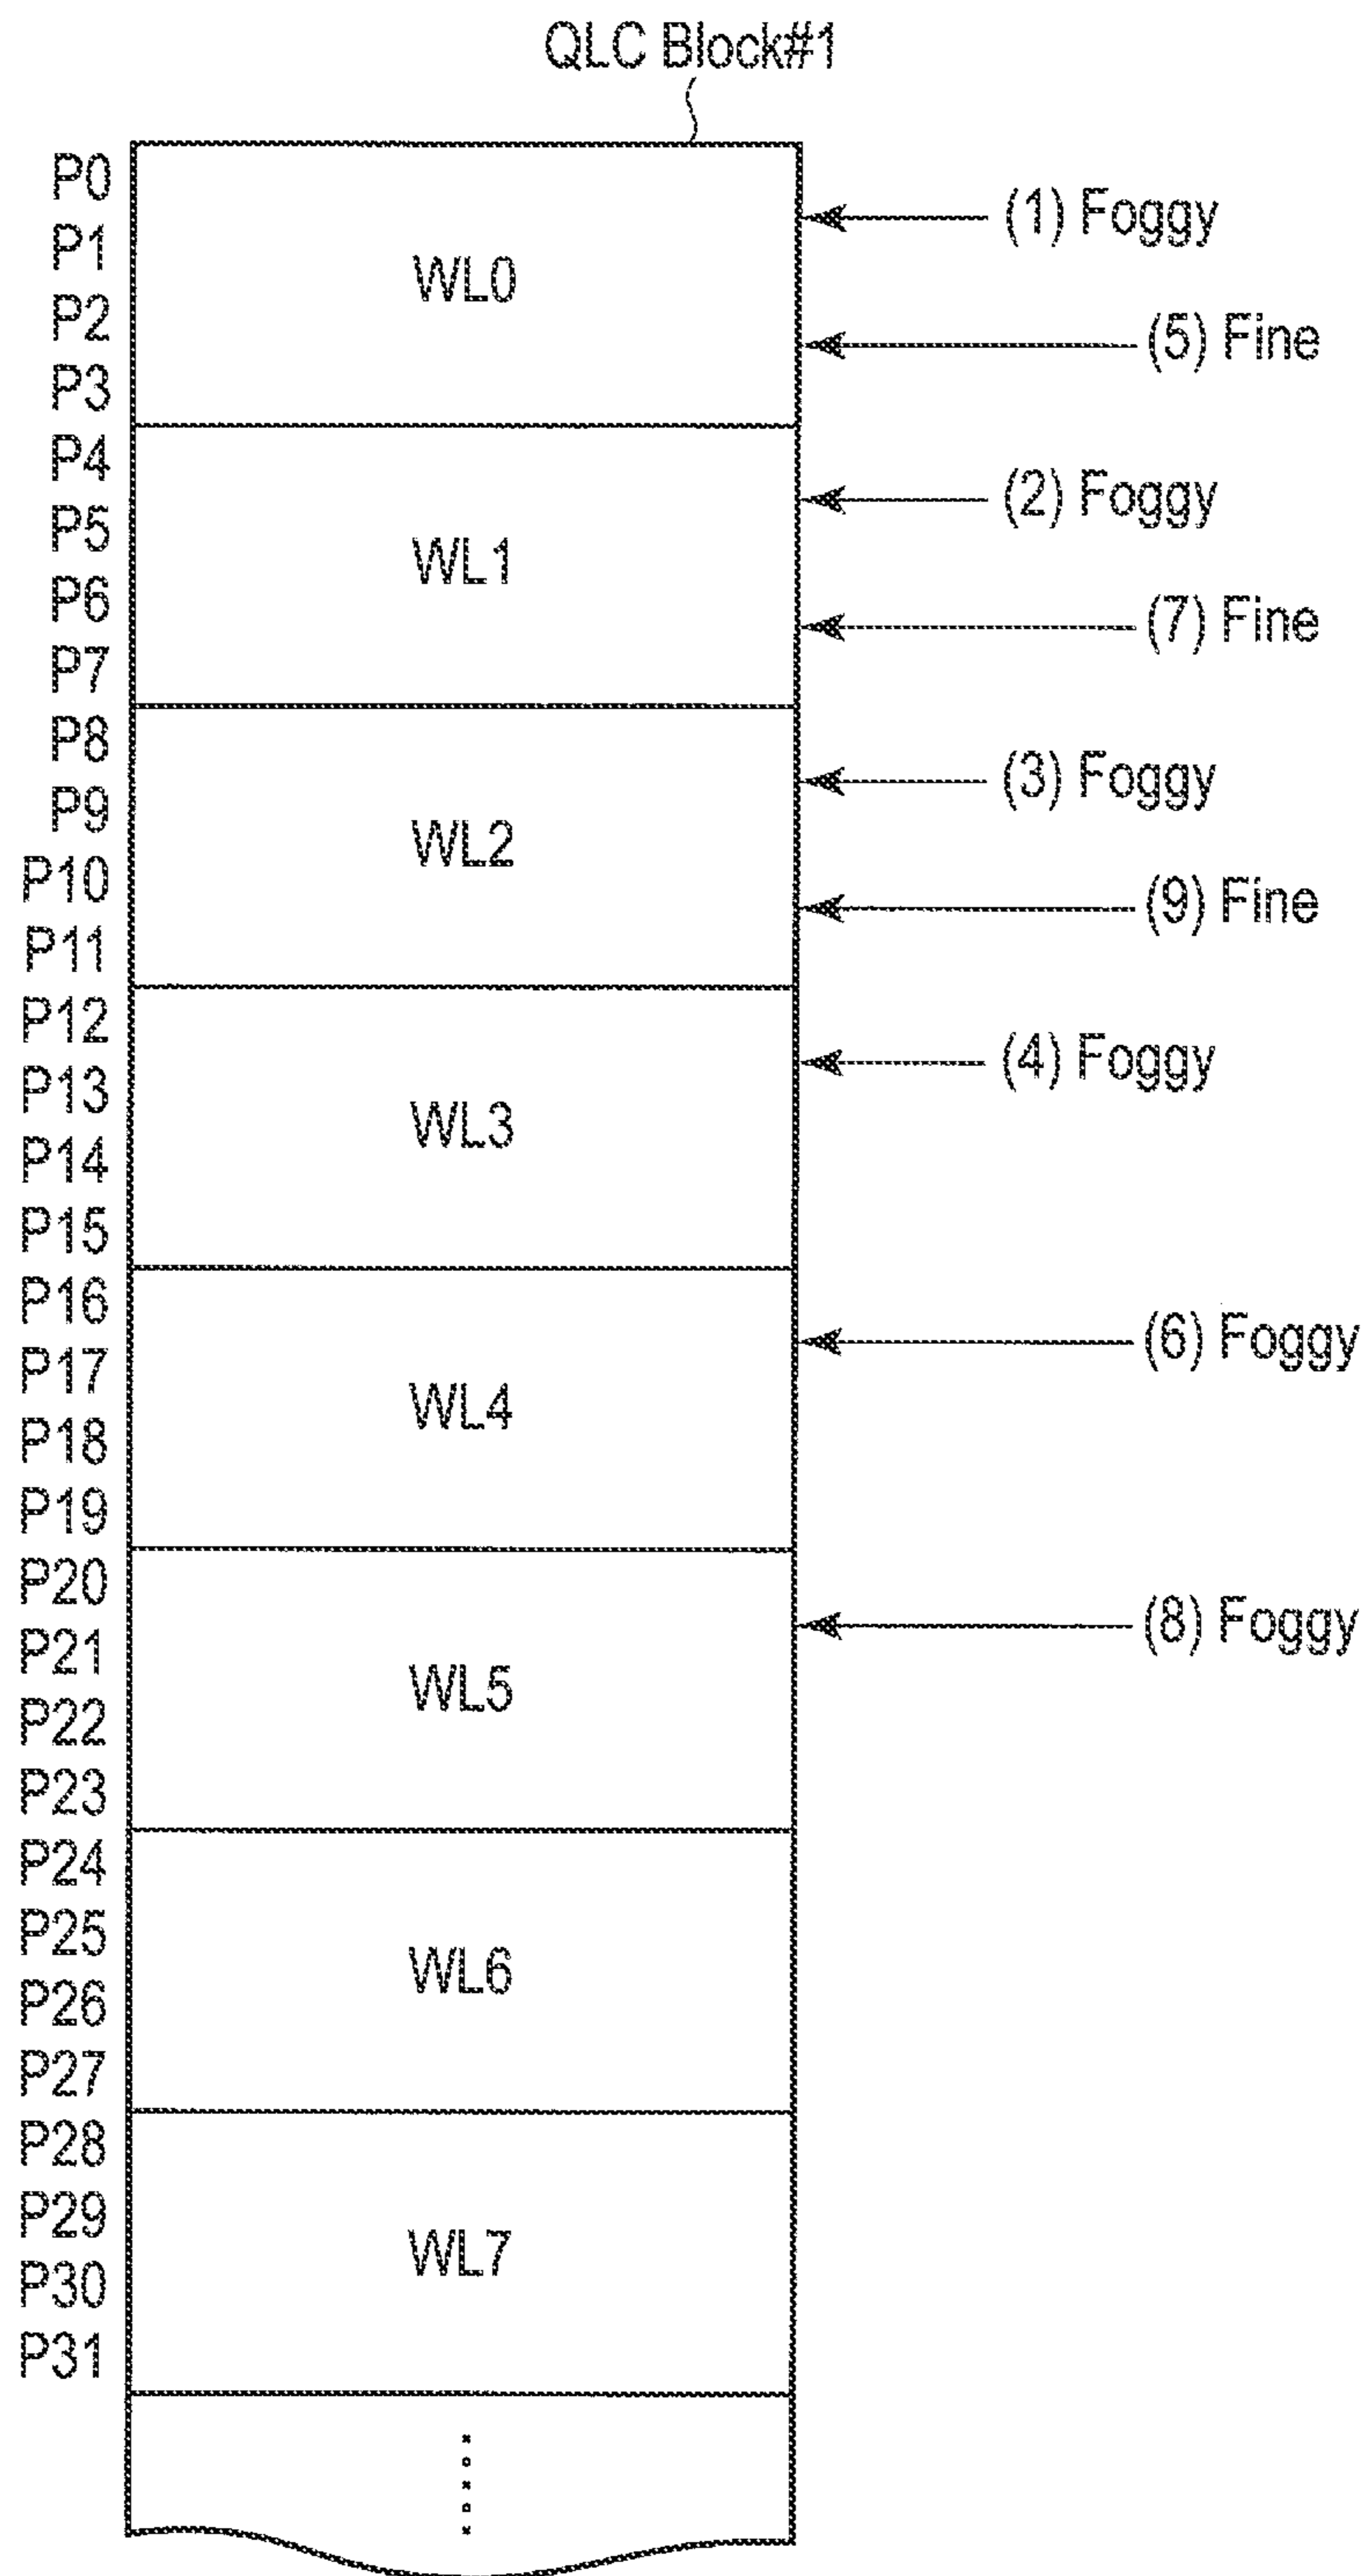 QLC Block#1
P0
(1) Foggy
P1
WL0
P2
(5) Fine
P3
P4
(2) Foggy
P5
WL1
P6
(7) Fine
P7
P8
(3) Foggy
P9
WL2
P10
(9) Fine
P11
P12
(4) Foggy
P13
WL3
P14
P15
P16
(6) Foggy
P17
WL4
P18
P19
P20
(8) Foggy
P21
WL5
P22
P23
P24
P25
WL6
P26
P27
P28
P29
WL7
P30
P31